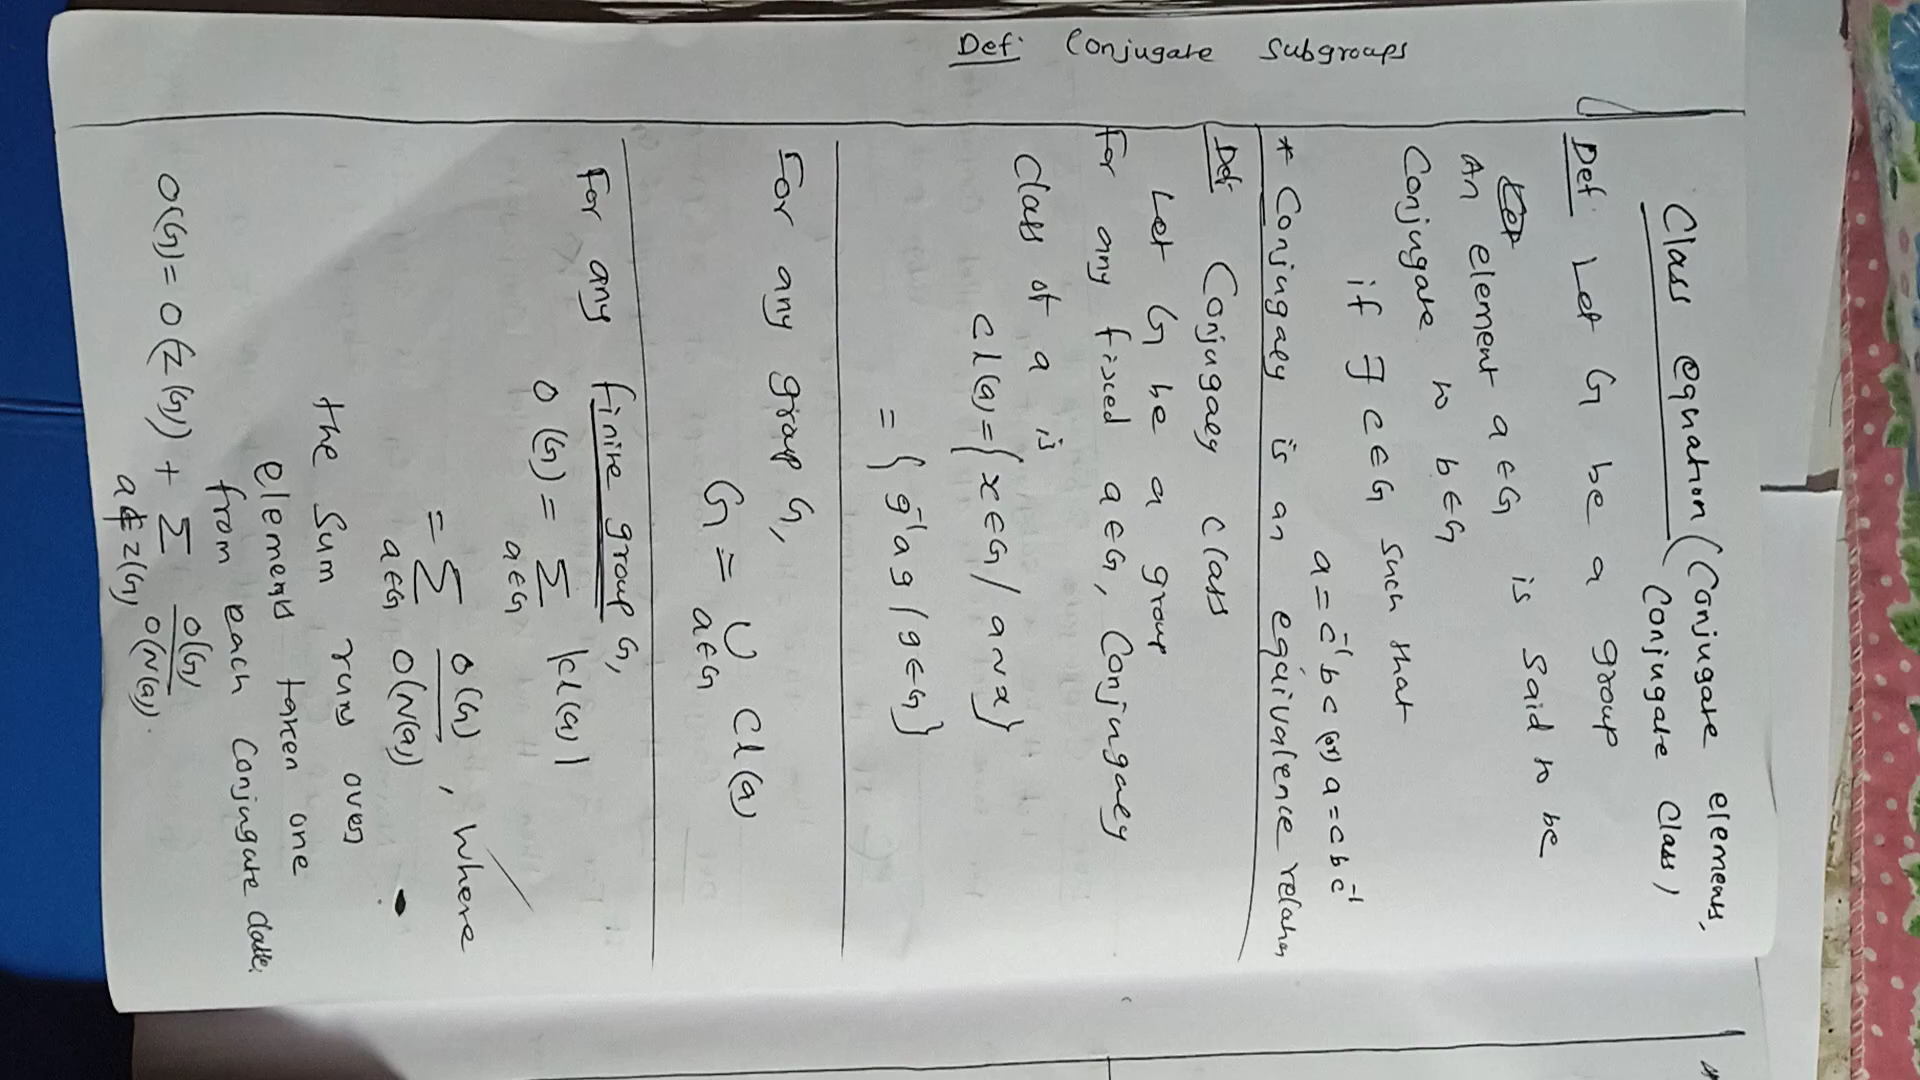 Def: Conjugate Subgroups
Class equation (Conjugate elements,
Conjugate class)
Def: Let G be a group
An element a ∈ G is said to be
Conjugate to b ∈ G
if ∃ c ∈ G such that
a = c⁻¹bc (or) a = cbc⁻¹
* Conjugacy is an equivalence relation
Def: Conjugacy class
Let G be a group
For any fixed a ∈ G, Conjugacy
Class of a is
cl(a) = {x ∈ G / a ~ x}
= {g⁻¹ag / g ∈ G}
For any group G,
G = ∪ cl(a)
a ∈ G
For any finite group G,
O(G) = Σ |cl(a)|
a ∈ G
= Σ O(G)/O(N(a)), where
a ∈ G
the sum runs over
elements taken one
from each Conjugate class.
O(G) = O(Z(G)) + Σ O(G)/O(N(a)).
a ∉ Z(G)